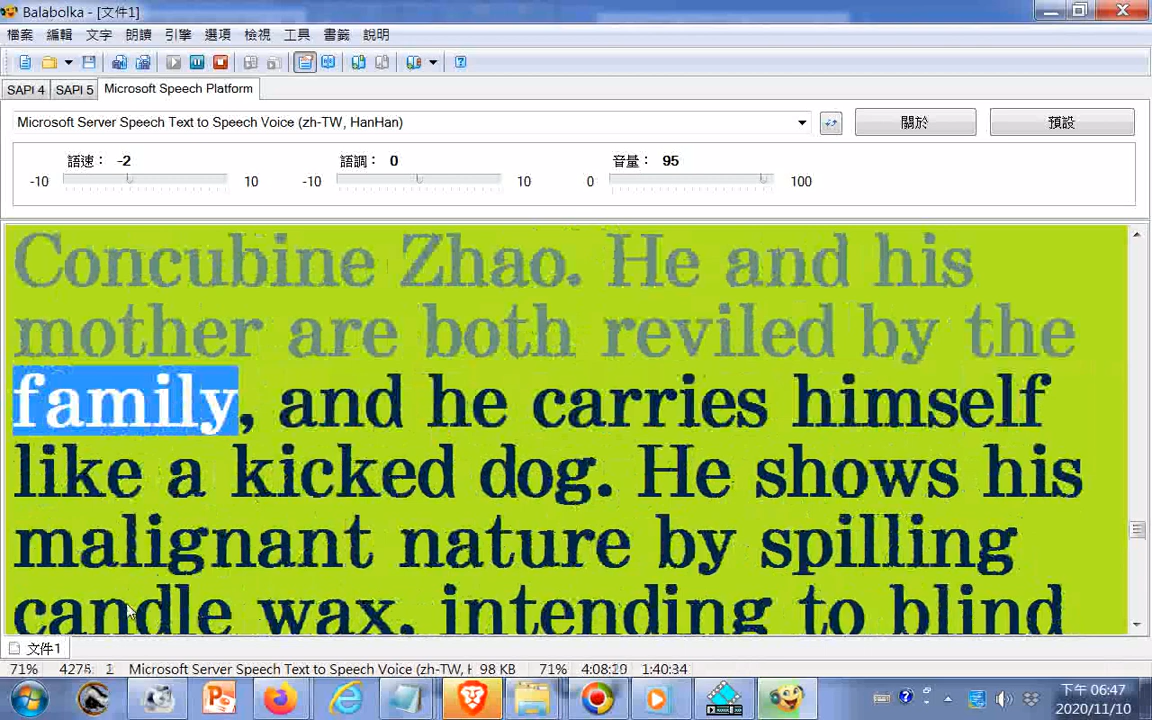 Balabolka - [文件1]
檔案 編輯 文字 朗讀 引擎 選項 檢視 工具 書籤 說明
SAPI 4 SAPI 5 Microsoft Speech Platform
Microsoft Server Speech Text to Speech Voice (zh-TW, HanHan) 關於 預設
語速： -2 語調： 0 音量： 95
-10 10 -10 10 0 100
Concubine Zhao. He and his
mother are both reviled by the
family, and he carries himself
like a kicked dog. He shows his
malignant nature by spilling
candle wax, intending to blind
文件1
71% 4275 1 Microsoft Server Speech Text to Speech Voice (zh-TW, H 98 KB 71% 4:08:29 1:40:34
下午 06:47
2020/11/10